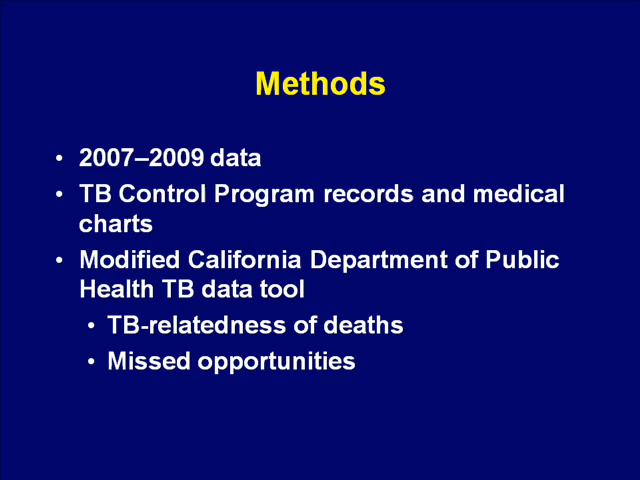 Methods
• 2007–2009 data
• TB Control Program records and medical
charts
• Modified California Department of Public
Health TB data tool
• TB-relatedness of deaths
• Missed opportunities